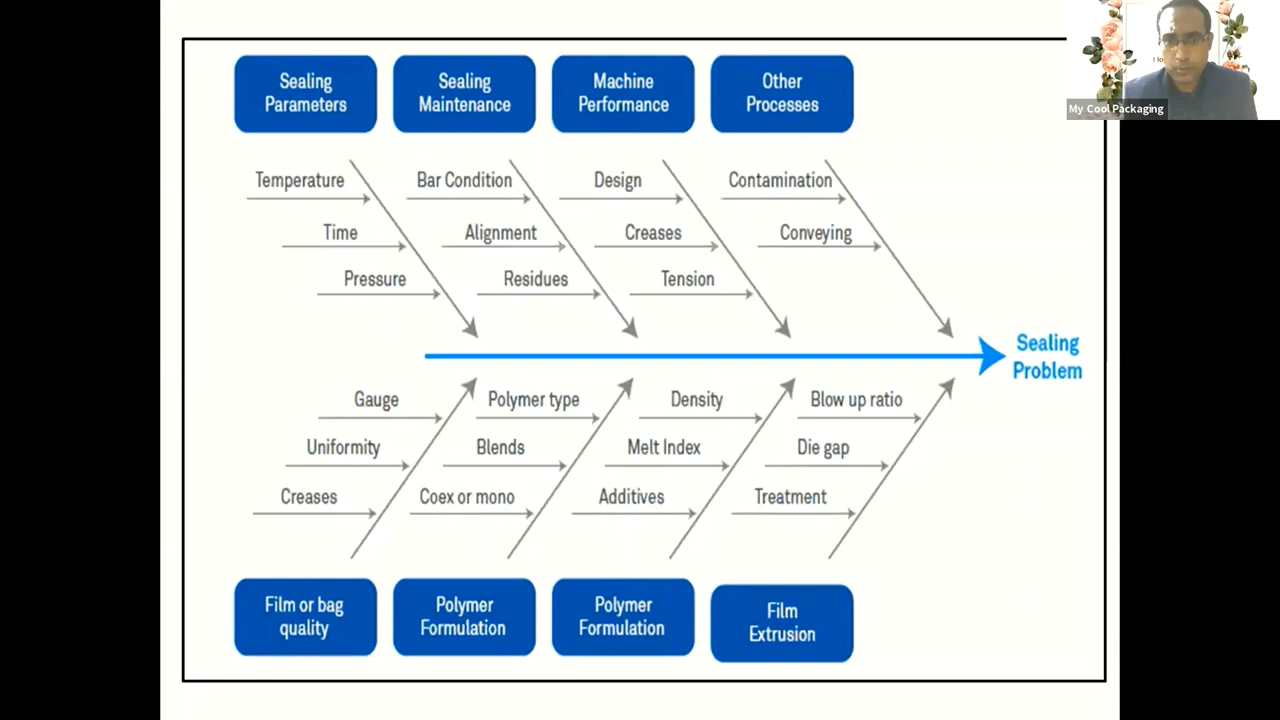 Sealing
Parameters
Sealing
Maintenance
Machine
Performance
Other
Processes
My Cool Packaging
Temperature
Bar Condition
Design
Contamination
Time
Alignment
Creases
Conveying
Pressure
Residues
Tension
Sealing
Problem
Gauge
Polymer type
Density
Blow up ratio
Uniformity
Blends
Melt Index
Die gap
Creases
Coex or mono
Additives
Treatment
Film or bag
quality
Polymer
Formulation
Polymer
Formulation
Film
Extrusion